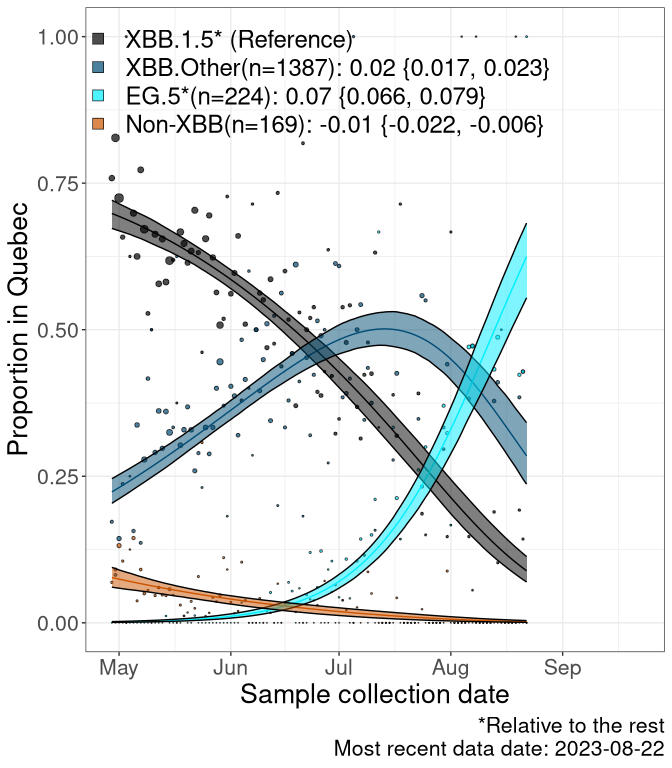 1.00
XBB.1.5* (Reference)
XBB.Other(n=1387): 0.02 {0.017, 0.023}
EG.5*(n=224): 0.07 {0.066, 0.079}
Non-XBB(n=169): -0.01 {-0.022, -0.006}
0.75
0.50
0.25
0.00
Proportion in Quebec
May Jun Jul Aug Sep
Sample collection date
*Relative to the rest
Most recent data date: 2023-08-22